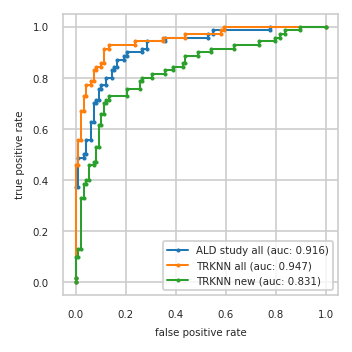 1.0
0.8
0.6
0.4
0.2
0.0
true positive rate
ALD study all (auc: 0.916)
TRKNN all (auc: 0.947)
TRKNN new (auc: 0.831)
0.0 0.2 0.4 0.6 0.8 1.0
false positive rate